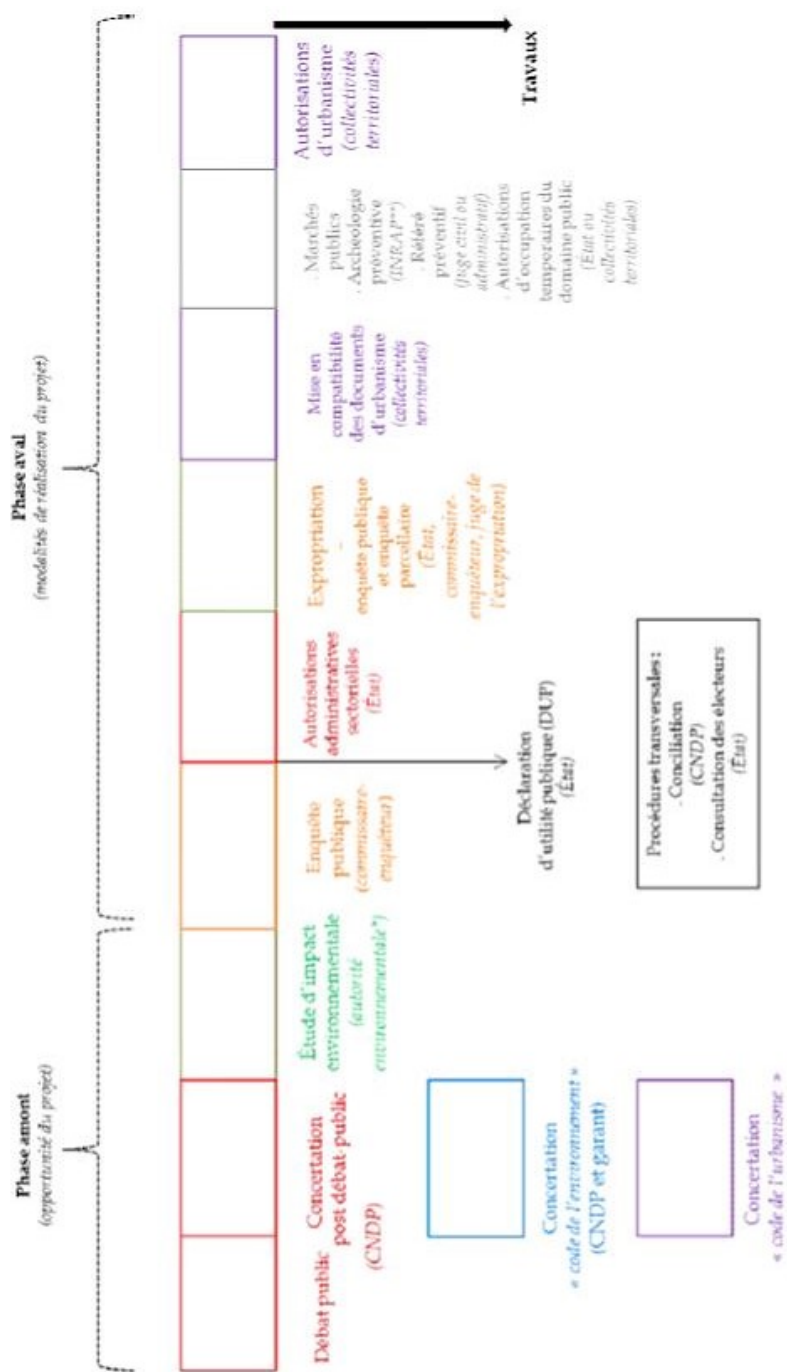 Phase amont
(opportunité du projet)
Phase aval
(modalités de réalisation du projet)
Débat public
Concertation
post débat-public
(CNDP)
Étude d'impact
environnementale
(autorité
environnementale*)
Enquête
publique
(commissaire-
enquêteur)
Autorisations
administratives
sectorielles
(État)
Expropriation
–
enquête publique
et enquête
parcellaire
(État,
commissaire-
enquêteur, juge de
l'expropriation)
Mise en
compatibilité
des documents
d'urbanisme
(collectivités
territoriales)
. Marchés
publics
. Archéologie
préventive
(INRAP**)
. Référé
préventif
(juge civil ou
administratif)
. Autorisations
d'occupation
temporaires du
domaine public
(État ou
collectivités
territoriales)
Autorisations
d'urbanisme
(collectivités
territoriales)
Travaux
Déclaration
d'utilité publique (DUP)
(État)
Concertation
« code de l'environnement »
(CNDP et garant)
Concertation
« code de l'urbanisme »
Procédures transversales :
. Conciliation
(CNDP)
. Consultation des électeurs
(État)